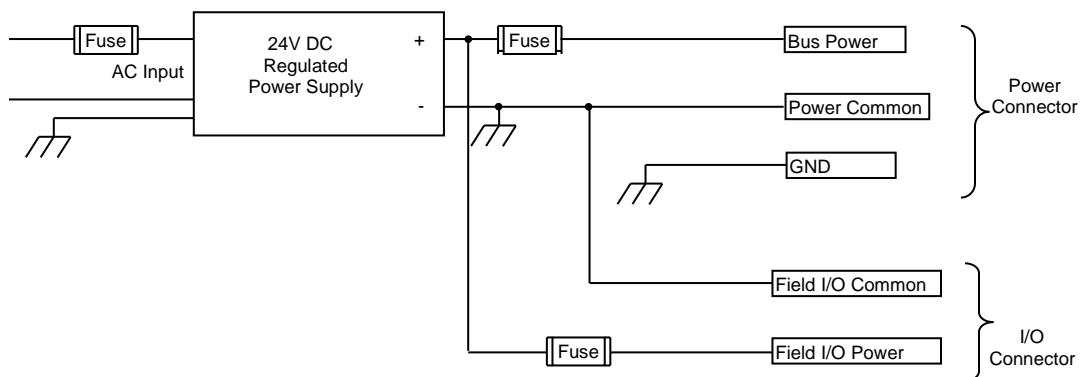 Fuse
AC Input
24V DC
Regulated
Power Supply
+
-
Fuse
Bus Power
Power Common
GND
Power
Connector
Field I/O Common
Fuse
Field I/O Power
I/O
Connector